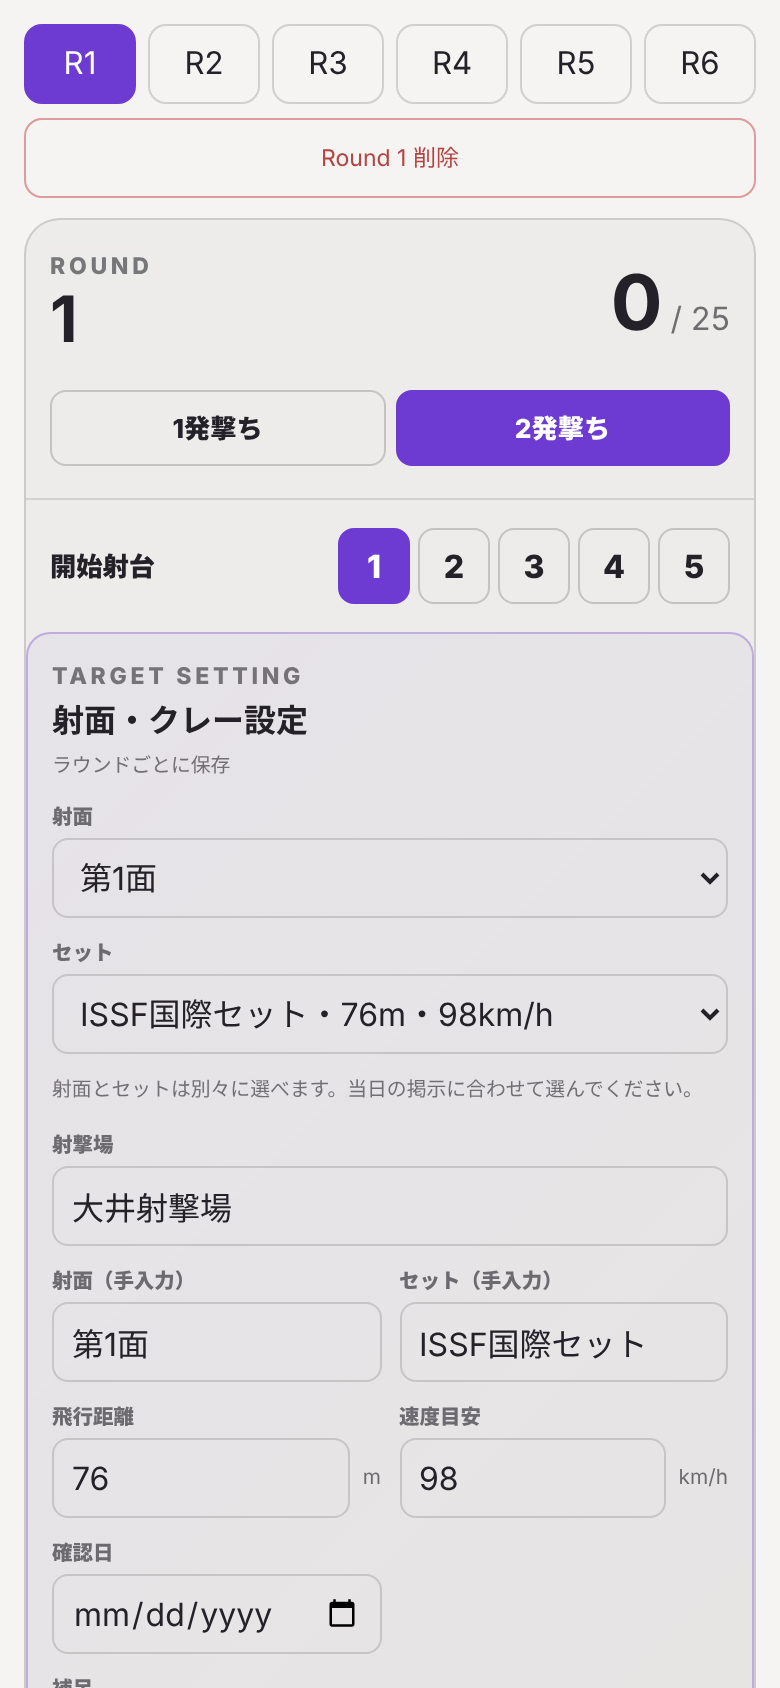 R1 R2 R3 R4 R5 R6
Round 1 削除
ROUND
1
0 / 25
1発撃ち 2発撃ち
開始射台 1 2 3 4 5
TARGET SETTING
射面・クレー設定
ラウンドごとに保存
射面
第1面
セット
ISSF国際セット・76m・98km/h
射面とセットは別々に選べます。当日の掲示に合わせて選んでください。
射撃場
大井射撃場
射面（手入力） セット（手入力）
第1面 ISSF国際セット
飛行距離 速度目安
76 m 98 km/h
確認日
mm/dd/yyyy
補足